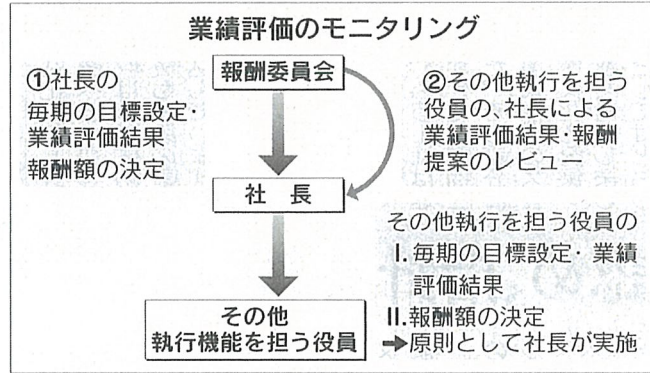 業績評価のモニタリング
報酬委員会
①社長の
毎期の目標設定・
業績評価結果
報酬額の決定
②その他執行を担う
役員の、社長による
業績評価結果・報酬
提案のレビュー
社 長
その他執行を担う役員の
I.毎期の目標設定・ 業績
評価結果
II.報酬額の決定
➡原則として社長が実施
その他
執行機能を担う役員